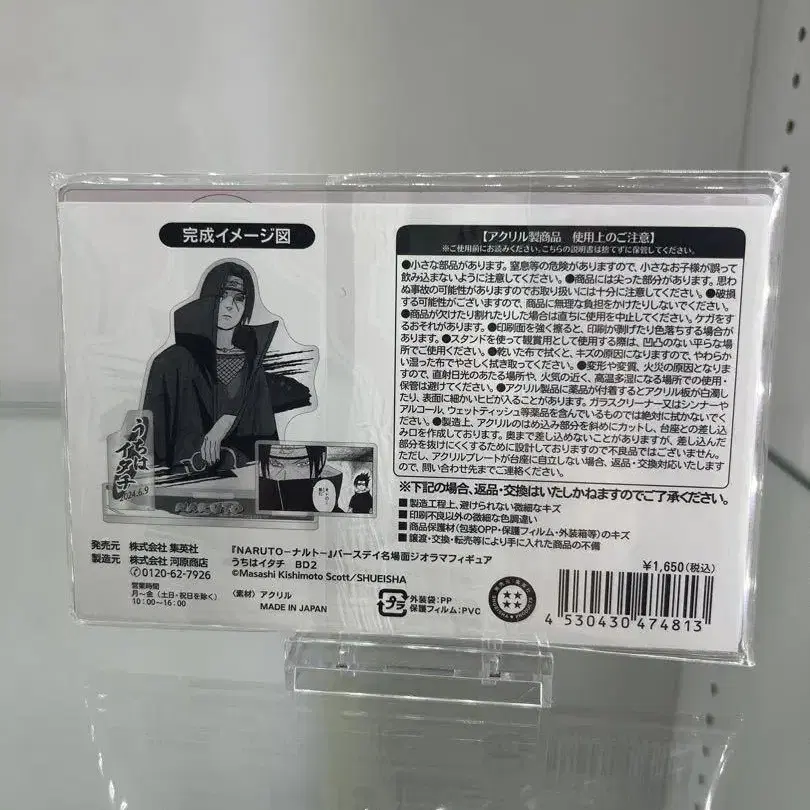 完成イメージ図
うちは
イタチ
2024.6.9
【アクリル製商品 使用上のご注意】
※ご使用前にお読みください。こちらの説明書は捨てずに保管してください。
●小さな部品があります。窒息等の危険がありますので、小さなお子様が誤って
飲み込まないように注意してください。●商品には尖った部分があります。思わ
ぬ事故の可能性がありますのでお取り扱いには十分に注意してください。●破損
する可能性がございますので、商品に無理な負担をかけたりしないでください。
●商品が欠けたり割れたりした場合は直ちに使用を中止してください。ケガをす
るおそれがあります。●印刷面を強く擦ると、印刷が剥げたり色落ちする場合が
あります。●スタンドを使って観賞用として使用する際は、凹凸のない平らな場
所でご使用ください。●乾いた布で拭くと、キズの原因になりますので、やわらか
い湿った布でやさしく拭き取ってください。●変形や変質、火災の原因となりま
すので、直射日光のあたる場所や、火気の近く、高温多湿になる場所での使用・
保管は避けてください。●アクリル製品に薬品が付着するとアクリル板が白濁し
たり、表面に細かいヒビが入ることがあります。ガラスクリーナー又はシンナーや
アルコール、ウェットティッシュ等薬品を含んでいるものでは絶対に拭かないでく
ださい。●製造上、アクリルのはめ込み部分を斜めにカットし、台座との差し込
み口を作成しております。奥まで差し込めないことがありますが、差し込んだ
部分を抜けにくくするために設計しておりますので不良品ではございません。
ただし、アクリルプレートが台座に自立しない場合、返品・交換対応いたします
ので、問い合わせ先までご連絡ください。
※下記の場合、返品・交換はいたしかねますのでご了承ください。
■製造工程上、避けられない微細なキズ
■印刷不良以外の微細な色調違い
■商品保護材(包装OPP・保護フィルム・外装箱等)のキズ
■譲渡・交換・転売等により手に入れた商品の不備
発売元 株式会社 集英社
製造元 株式会社 河原商店
0120-62-7926
営業時間
月～金(土日・祝日を除く)
10:00～16:00
『NARUTO－ナルト－』バースデイ名場面ジオラマフィギュア
うちはイタチ BD2
©Masashi Kishimoto Scott/SHUEISHA
〈素材〉アクリル
MADE IN JAPAN
プラ
外装袋:PP
保護フィルム:PVC
¥1,650(税込)
4 530430 474813